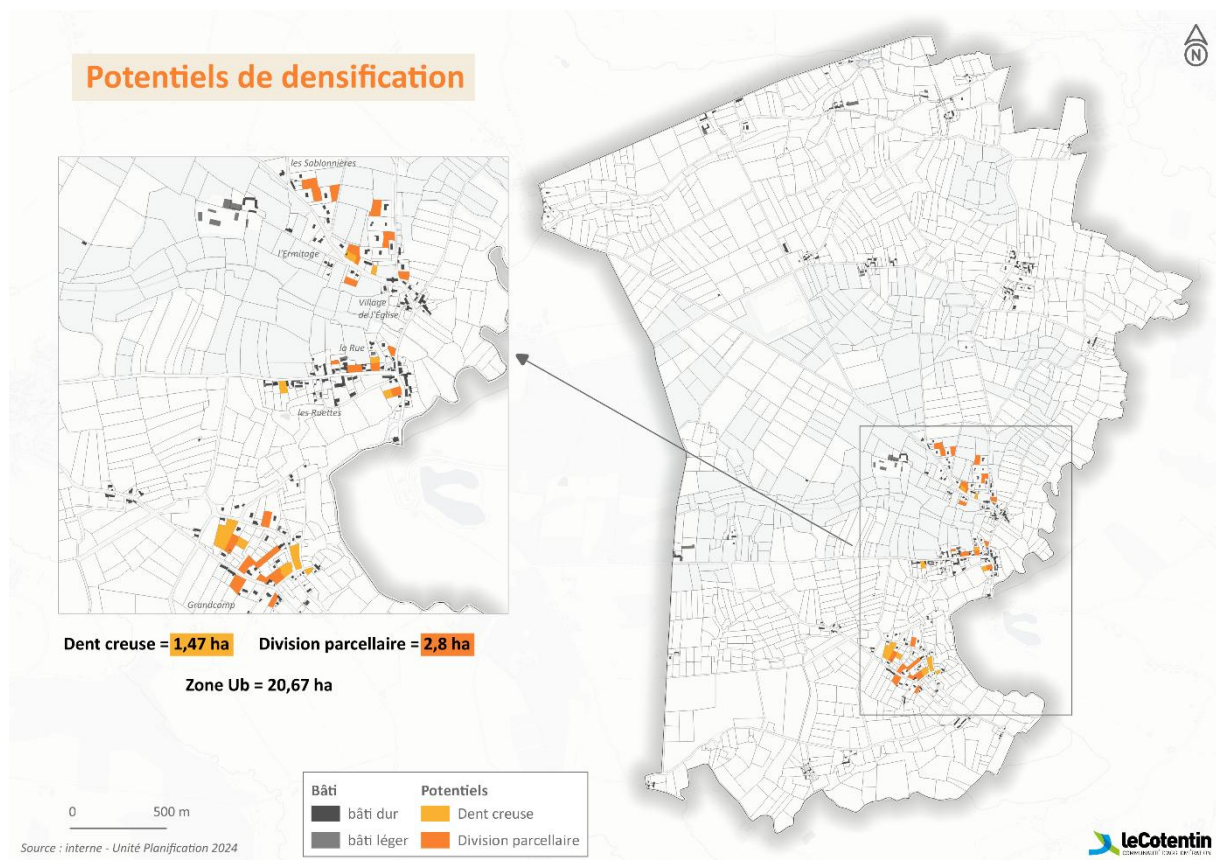 Potentiels de densification
N
les Sablonnières
l'Ermitage
Village
de l'Église
la Rue
les Ruettes
Grandcamp
Dent creuse = 1,47 ha Division parcellaire = 2,8 ha
Zone Ub = 20,67 ha
0 500 m
Source : interne - Unité Planification 2024
Bâti Potentiels
bâti dur Dent creuse
bâti léger Division parcellaire
leCotentin
COMMUNAUTÉ D'AGGLOMÉRATION